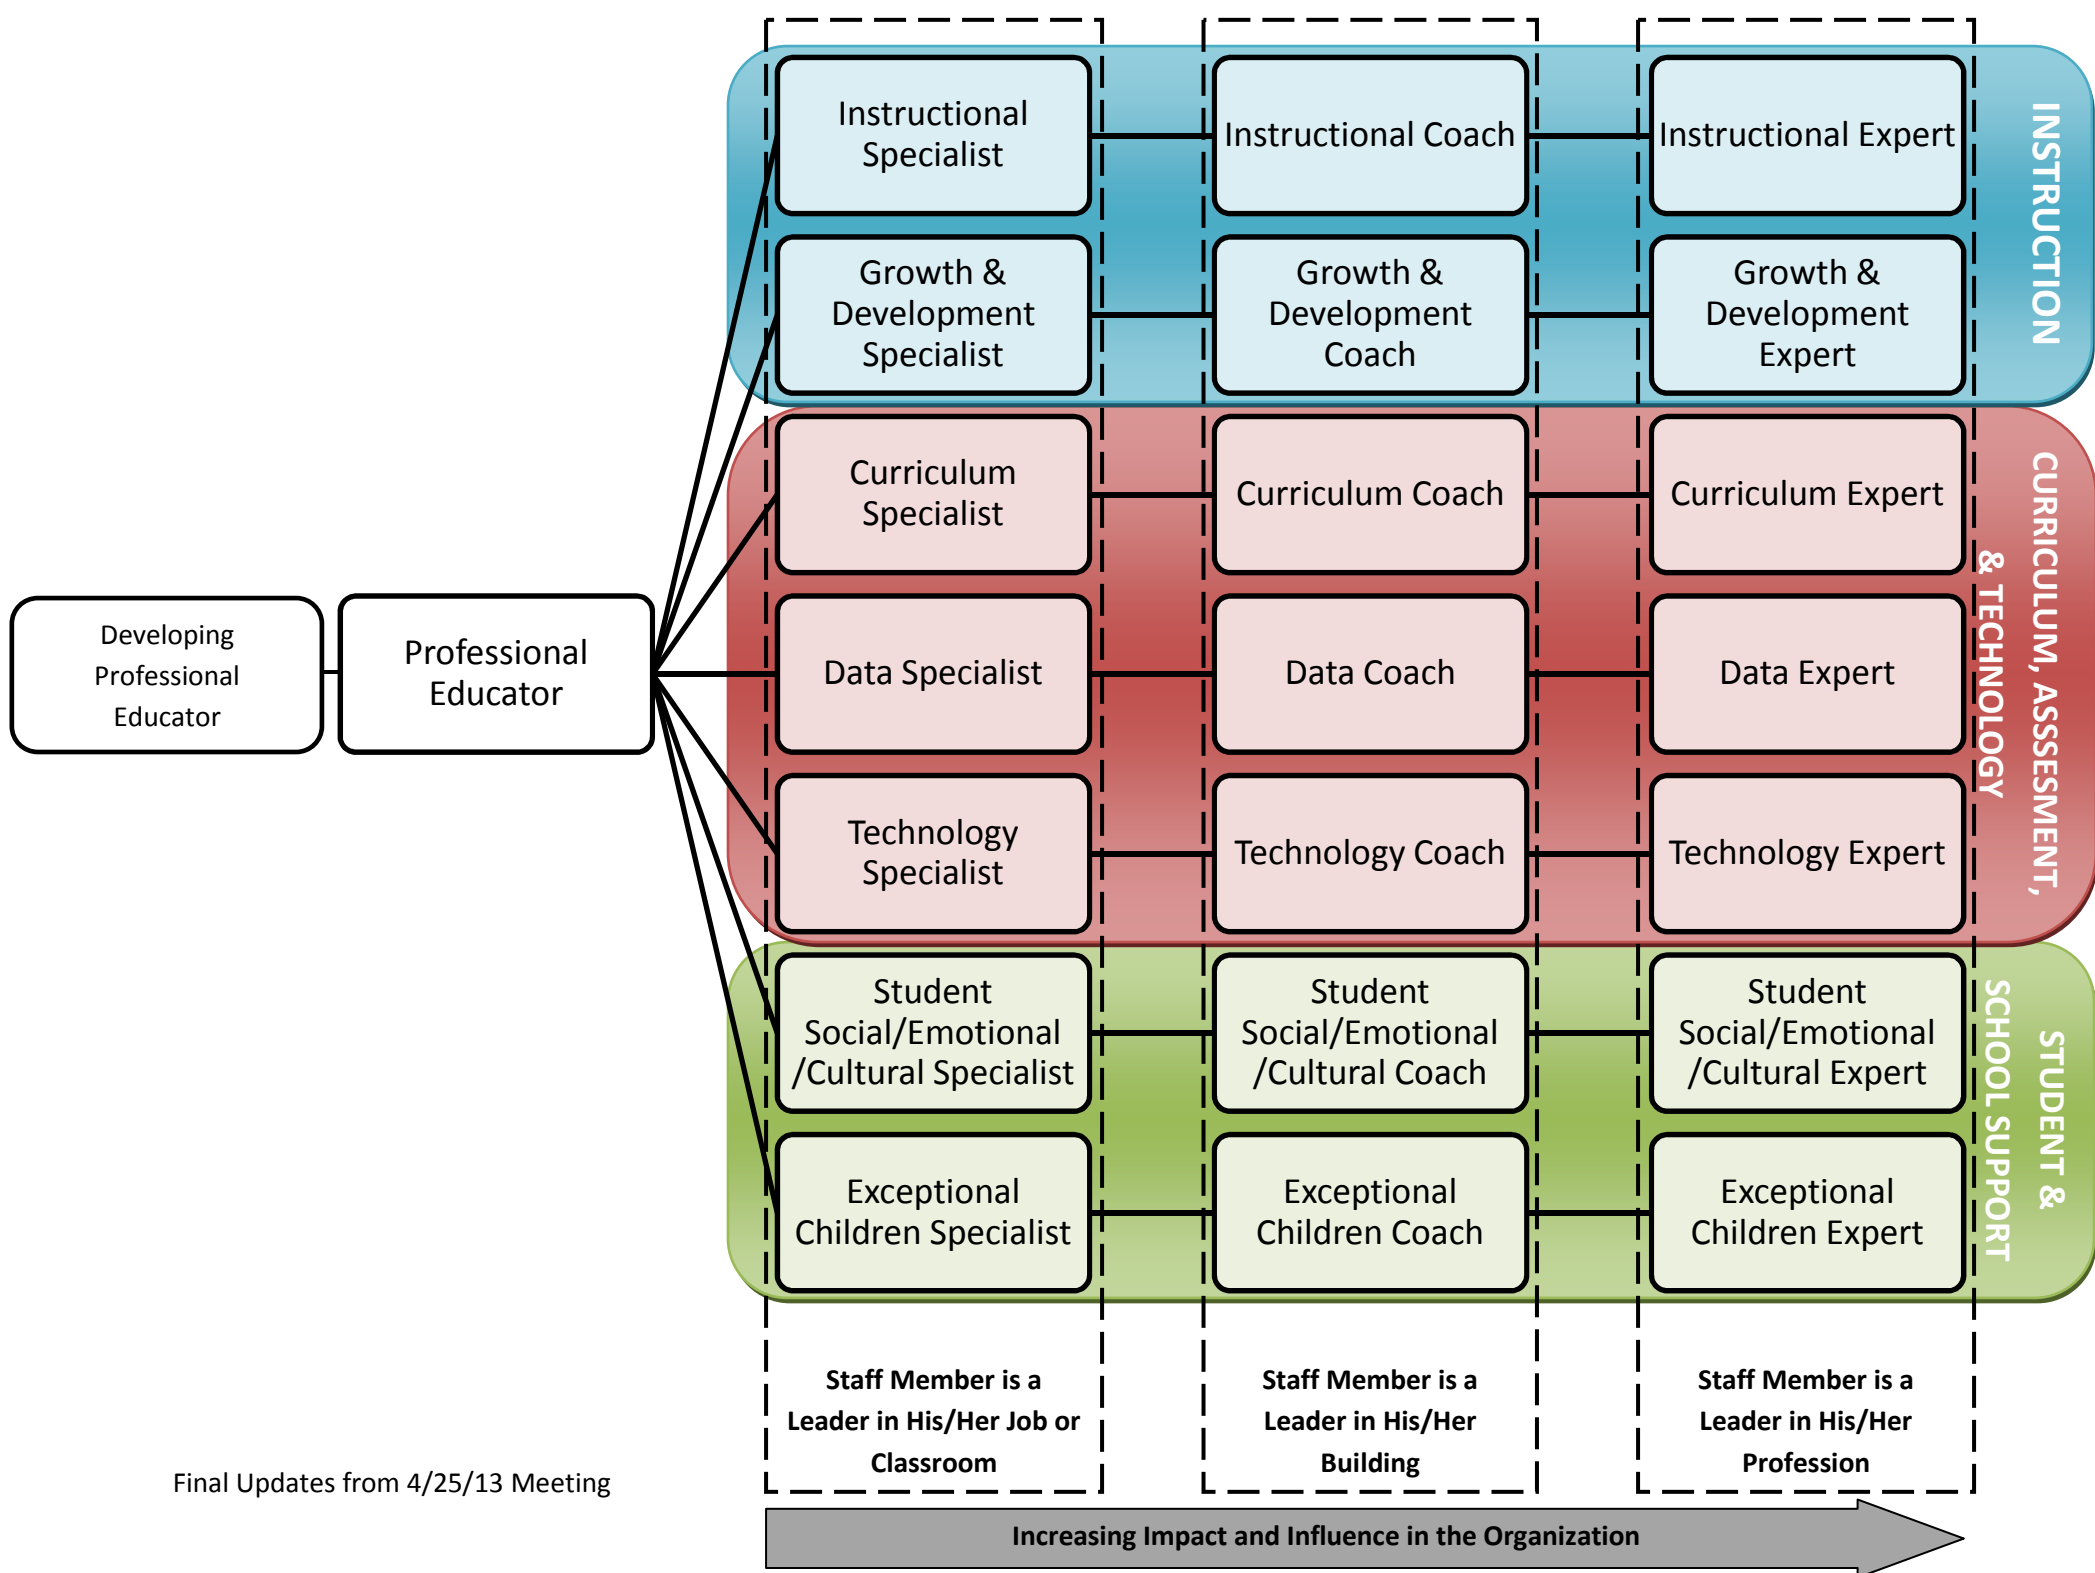 Instructional
Specialist
Instructional Coach
Instructional Expert
INSTRUCTION
Growth &
Development
Specialist
Growth &
Development
Coach
Growth &
Development
Expert
Curriculum
Specialist
Curriculum Coach
Curriculum Expert
CURRICULUM, ASSSESMENT,
& TECHNOLOGY
Developing
Professional
Educator
Professional
Educator
Data Specialist
Data Coach
Data Expert
Technology
Specialist
Technology Coach
Technology Expert
Student
Social/Emotional
/Cultural Specialist
Student
Social/Emotional
/Cultural Coach
Student
Social/Emotional
/Cultural Expert
STUDENT &
SCHOOL SUPPORT
Exceptional
Children Specialist
Exceptional
Children Coach
Exceptional
Children Expert
Staff Member is a
Leader in His/Her Job or
Classroom
Staff Member is a
Leader in His/Her
Building
Staff Member is a
Leader in His/Her
Profession
Final Updates from 4/25/13 Meeting
Increasing Impact and Influence in the Organization